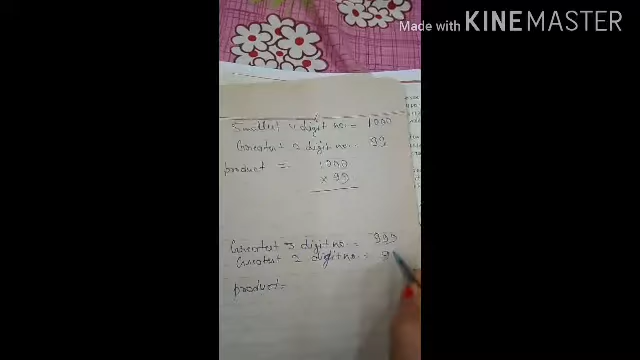 Made with KINEMASTER
Smallest 4 digit no. = 1000
Greatest 2 digit no. 99
product = 1000
× 99
Greatest 3 digit no. = 999
Greatest 2 digit no. = 9
product =